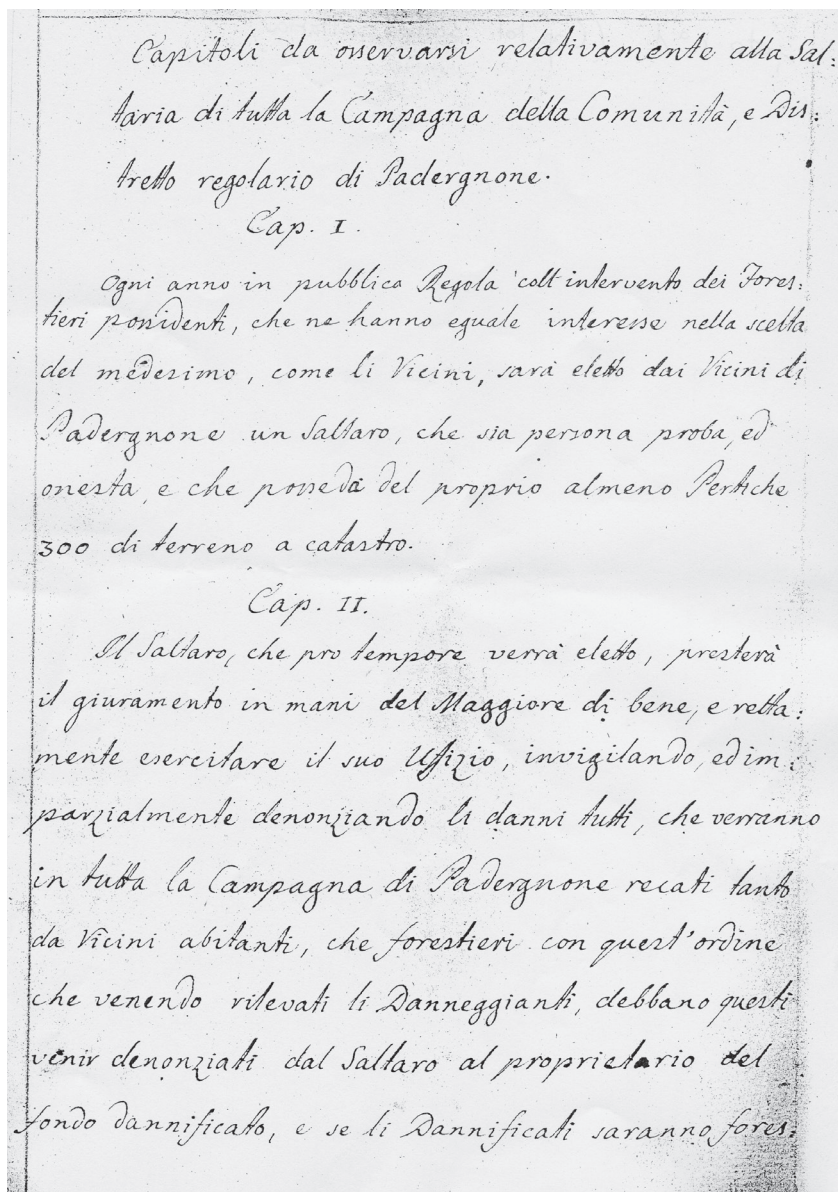 Capitoli da osservarsi relativamente alla Sal:
taria di tutta la Campagna della Comunità, e Dis:
tretto regolario di Padergnone.
Cap. I.
Ogni anno in pubblica Regola coll'intervento dei Fores:
tieri possidenti, che ne hanno eguale interesse nella scelta
del medesimo, come li Vicini, sarà eletto dai Vicini di
Padergnone un Saltaro, che sia persona proba, ed
onesta, e che posseda del proprio almeno Pertiche
300 di terreno a catastro.
Cap. II.
Il Saltaro, che pro tempore verrà eletto, presterà
il giuramento in mani del Maggiore di bene, e retta:
mente esercitare il suo Uffizio, invigilando, ed im:
parzialmente denonziando li danni tutti, che verranno
in tutta la Campagna di Padergnone recati tanto
da Vicini abitanti, che forestieri con quest'ordine
che venendo rilevati li Danneggianti, debbano questi
venir denonziati dal Saltaro al proprietario del
fondo dannificato, e se li Dannificati saranno fores: